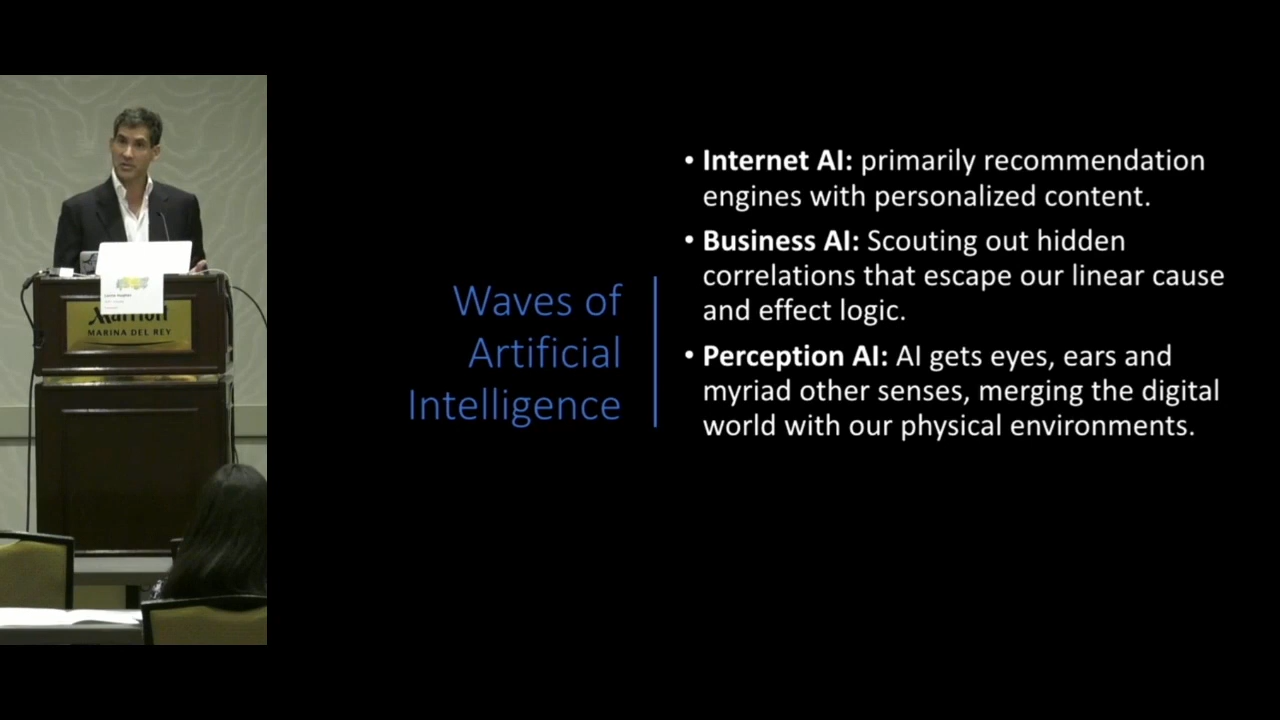 Marriott
MARINA DEL REY
Waves of
Artificial
Intelligence
• Internet AI: primarily recommendation
engines with personalized content.
• Business AI: Scouting out hidden
correlations that escape our linear cause
and effect logic.
• Perception AI: AI gets eyes, ears and
myriad other senses, merging the digital
world with our physical environments.